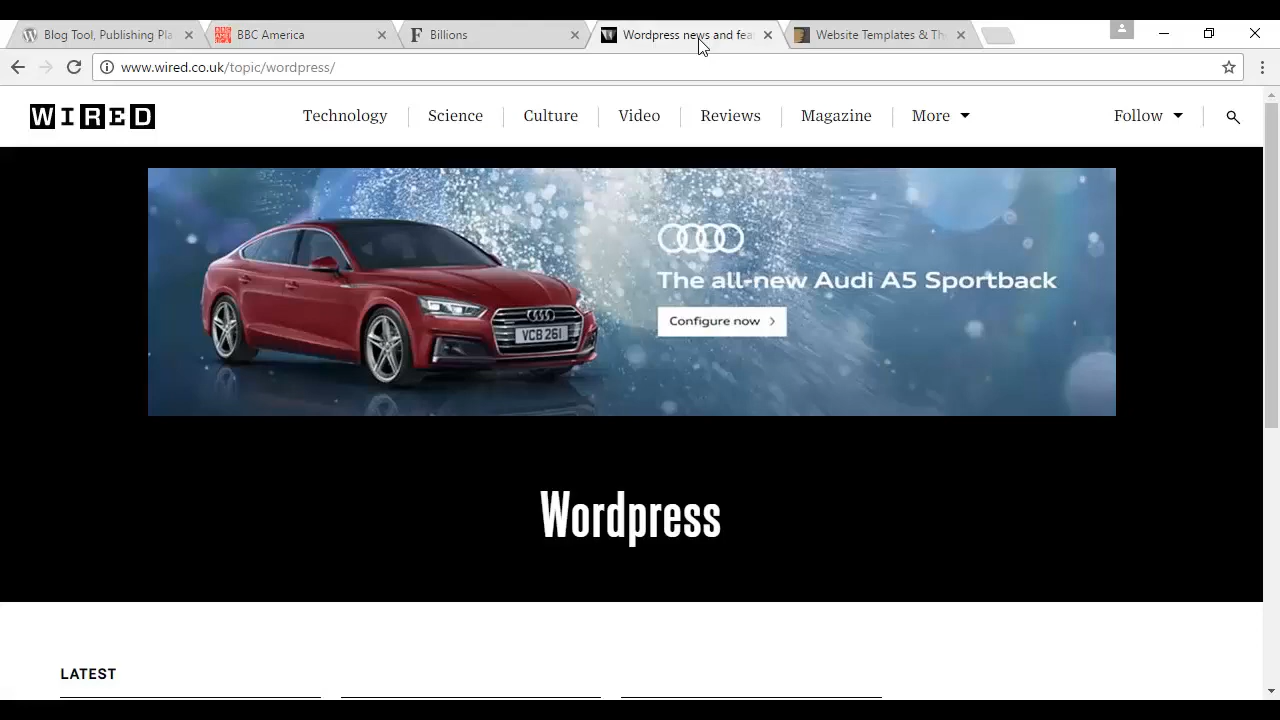 Blog Tool, Publishing Pla
BBC America
Billions
Wordpress news and fea
Website Templates & Th
www.wired.co.uk/topic/wordpress/
WIRED
Technology
Science
Culture
Video
Reviews
Magazine
More
Follow
The all-new Audi A5 Sportback
Configure now
VCB 261
Wordpress
LATEST